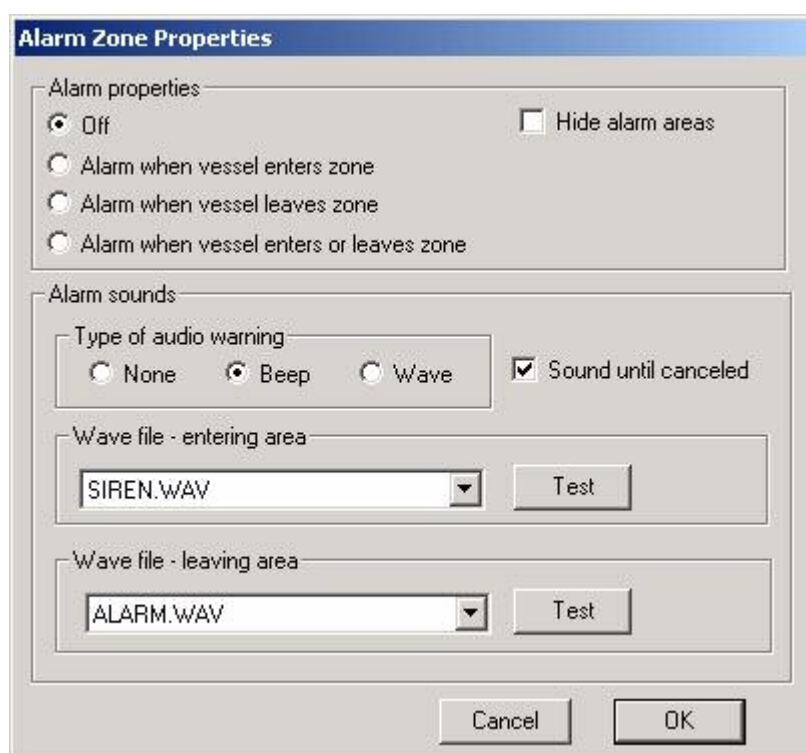 Alarm Zone Properties
Alarm properties
Off
Hide alarm areas
Alarm when vessel enters zone
Alarm when vessel leaves zone
Alarm when vessel enters or leaves zone
Alarm sounds
Type of audio warning
None Beep Wave
Sound until canceled
Wave file - entering area
SIREN.WAV
Test
Wave file - leaving area
ALARM.WAV
Test
Cancel OK